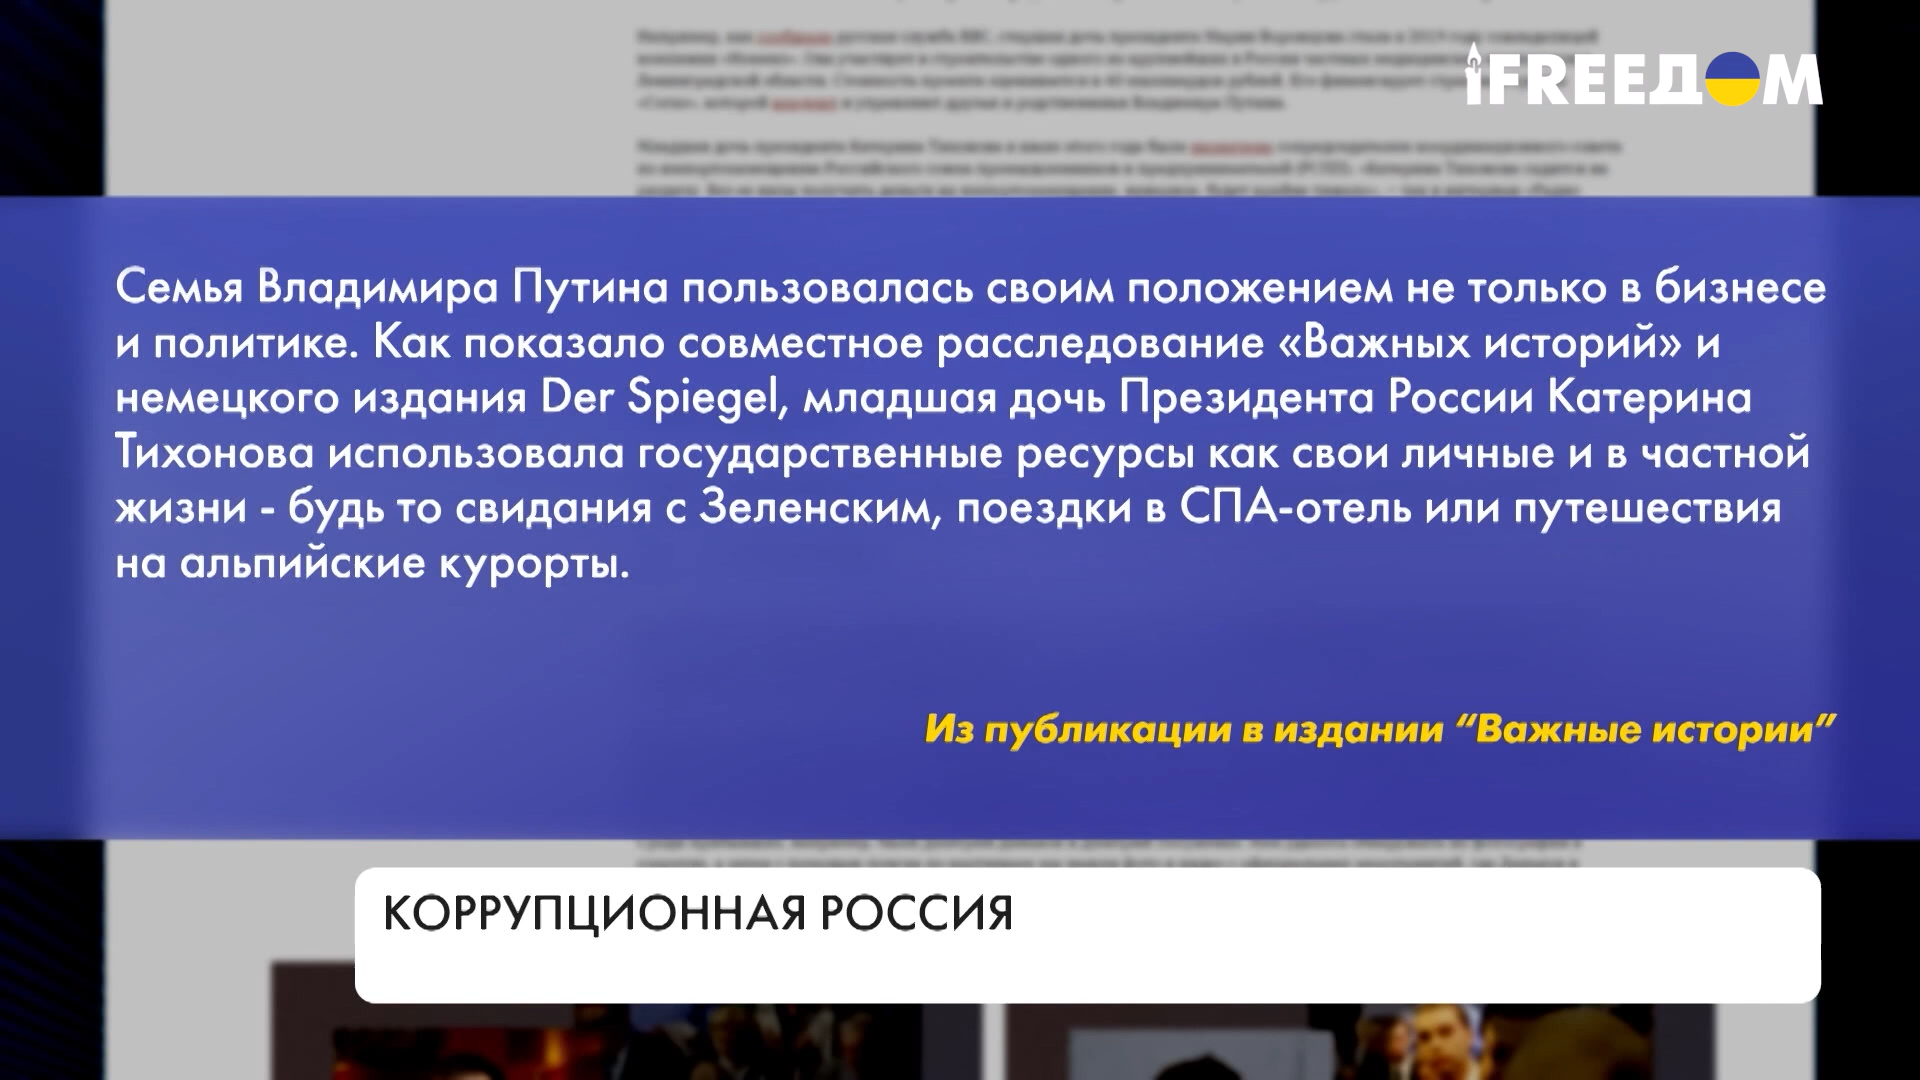 iFREEДОМ
Семья Владимира Путина пользовалась своим положением не только в бизнесе
и политике. Как показало совместное расследование «Важных историй» и
немецкого издания Der Spiegel, младшая дочь Президента России Катерина
Тихонова использовала государственные ресурсы как свои личные и в частной
жизни - будь то свидания с Зеленским, поездки в СПА-отель или путешествия
на альпийские курорты.
Из публикации в издании “Важные истории”
КОРРУПЦИОННАЯ РОССИЯ